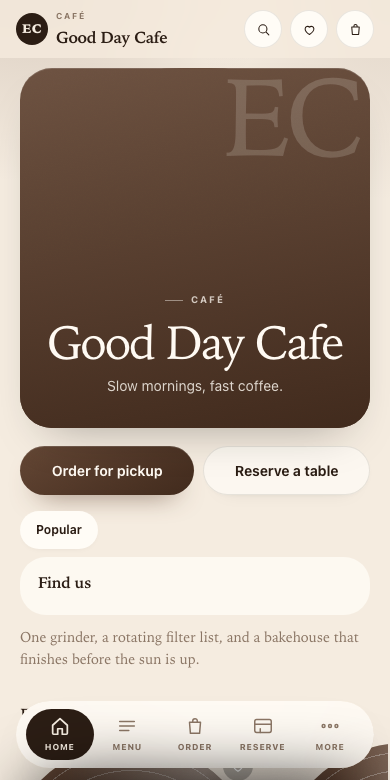 EC
CAFÉ
Good Day Cafe
EC
CAFÉ
Good Day Cafe
Slow mornings, fast coffee.
Order for pickup
Reserve a table
Popular
Find us
One grinder, a rotating filter list, and a bakehouse that
finishes before the sun is up.
HOME
MENU
ORDER
RESERVE
MORE